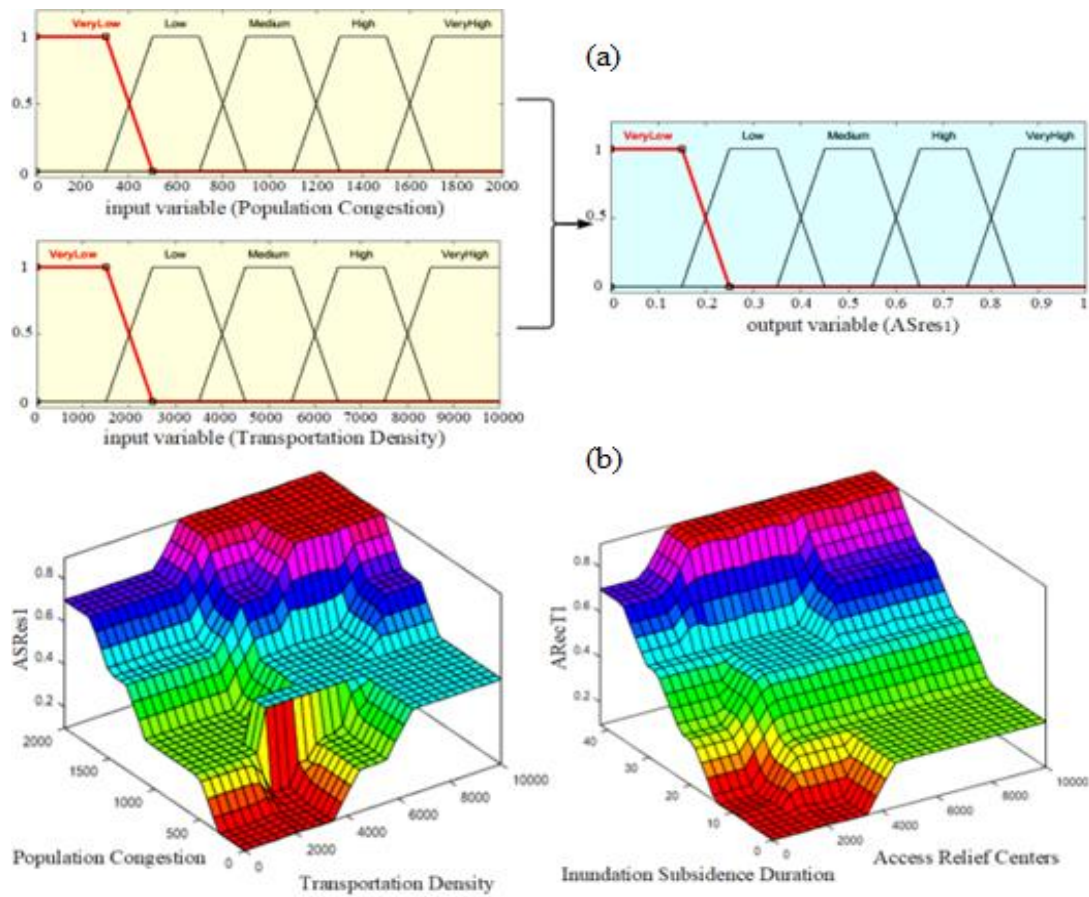 VeryLow Low Medium High VeryHigh
1
0.5
0
0 200 400 600 800 1000 1200 1400 1600 1800 2000
input variable (Population Congestion)
VeryLow Low Medium High VeryHigh
1
0.5
0
0 1000 2000 3000 4000 5000 6000 7000 8000 9000 10000
input variable (Transportation Density)
(a)
VeryLow Low Medium High VeryHigh
1
0.5
0
0 0.1 0.2 0.3 0.4 0.5 0.6 0.7 0.8 0.9 1
output variable (ASres1)
(b)
ASRes1
0.8
0.6
0.4
0.2
2000
1500
1000
500
0
0
2000
4000
6000
8000
10000
Population Congestion
Transportation Density
ARecT1
0.8
0.6
0.4
0.2
40
30
20
10
0
0
2000
4000
6000
8000
10000
Inundation Subsidence Duration
Access Relief Centers